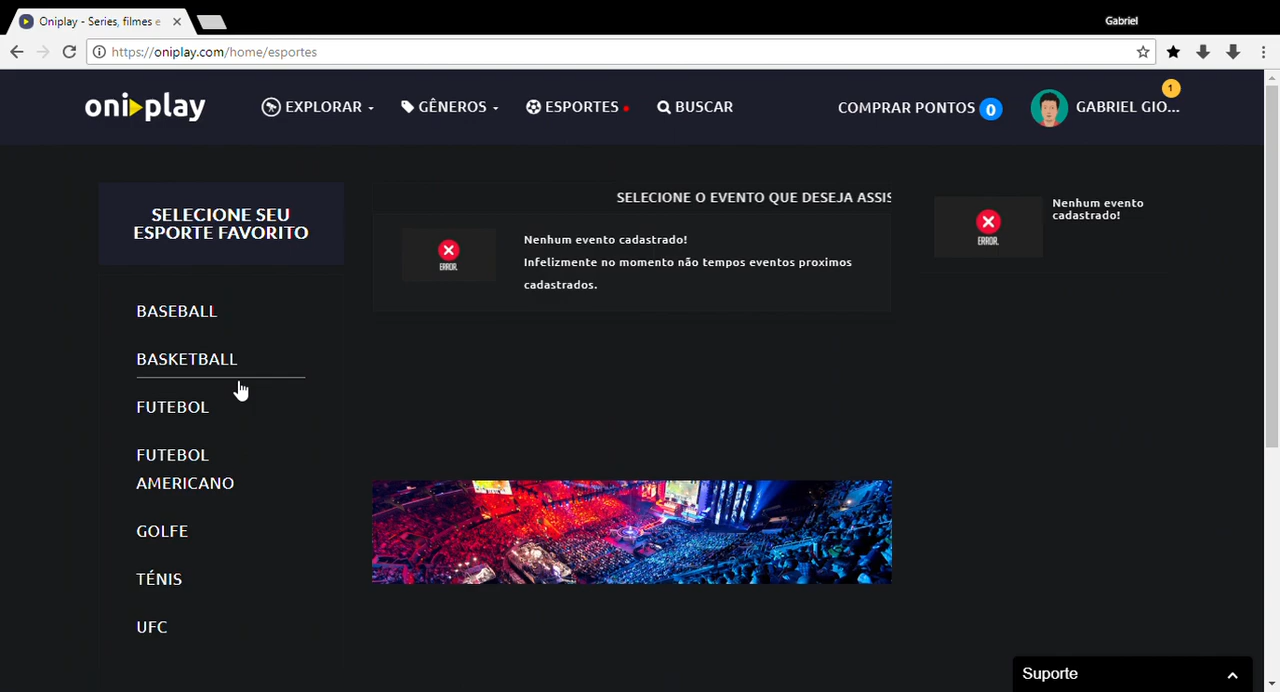 Oniplay - Series, filmes e
Gabriel
https://oniplay.com/home/esportes
oniplay
EXPLORAR
GÊNEROS
ESPORTES
BUSCAR
COMPRAR PONTOS 0
GABRIEL GIO...
1
SELECIONE SEU
ESPORTE FAVORITO
BASEBALL
BASKETBALL
FUTEBOL
FUTEBOL
AMERICANO
GOLFE
TÉNIS
UFC
SELECIONE O EVENTO QUE DESEJA ASSIS
ERROR.
Nenhum evento cadastrado!
Infelizmente no momento não tempos eventos proximos
cadastrados.
ERROR.
Nenhum evento
cadastrado!
Suporte